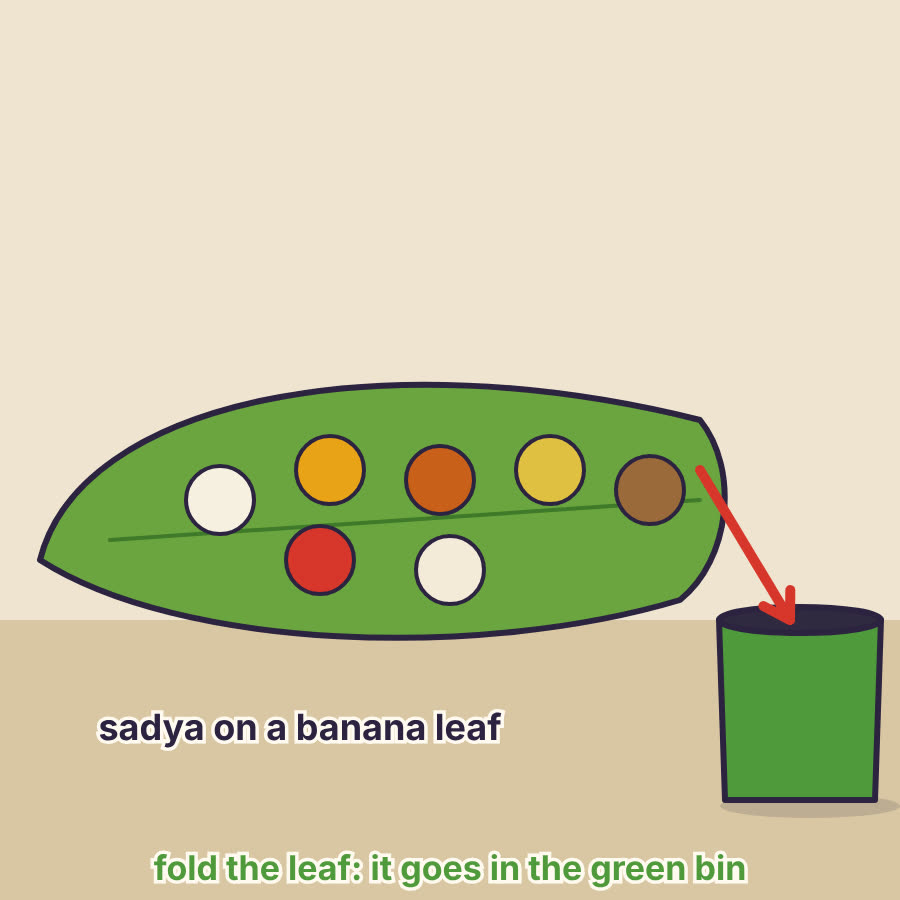 sadya on a banana leaf
fold the leaf: it goes in the green bin